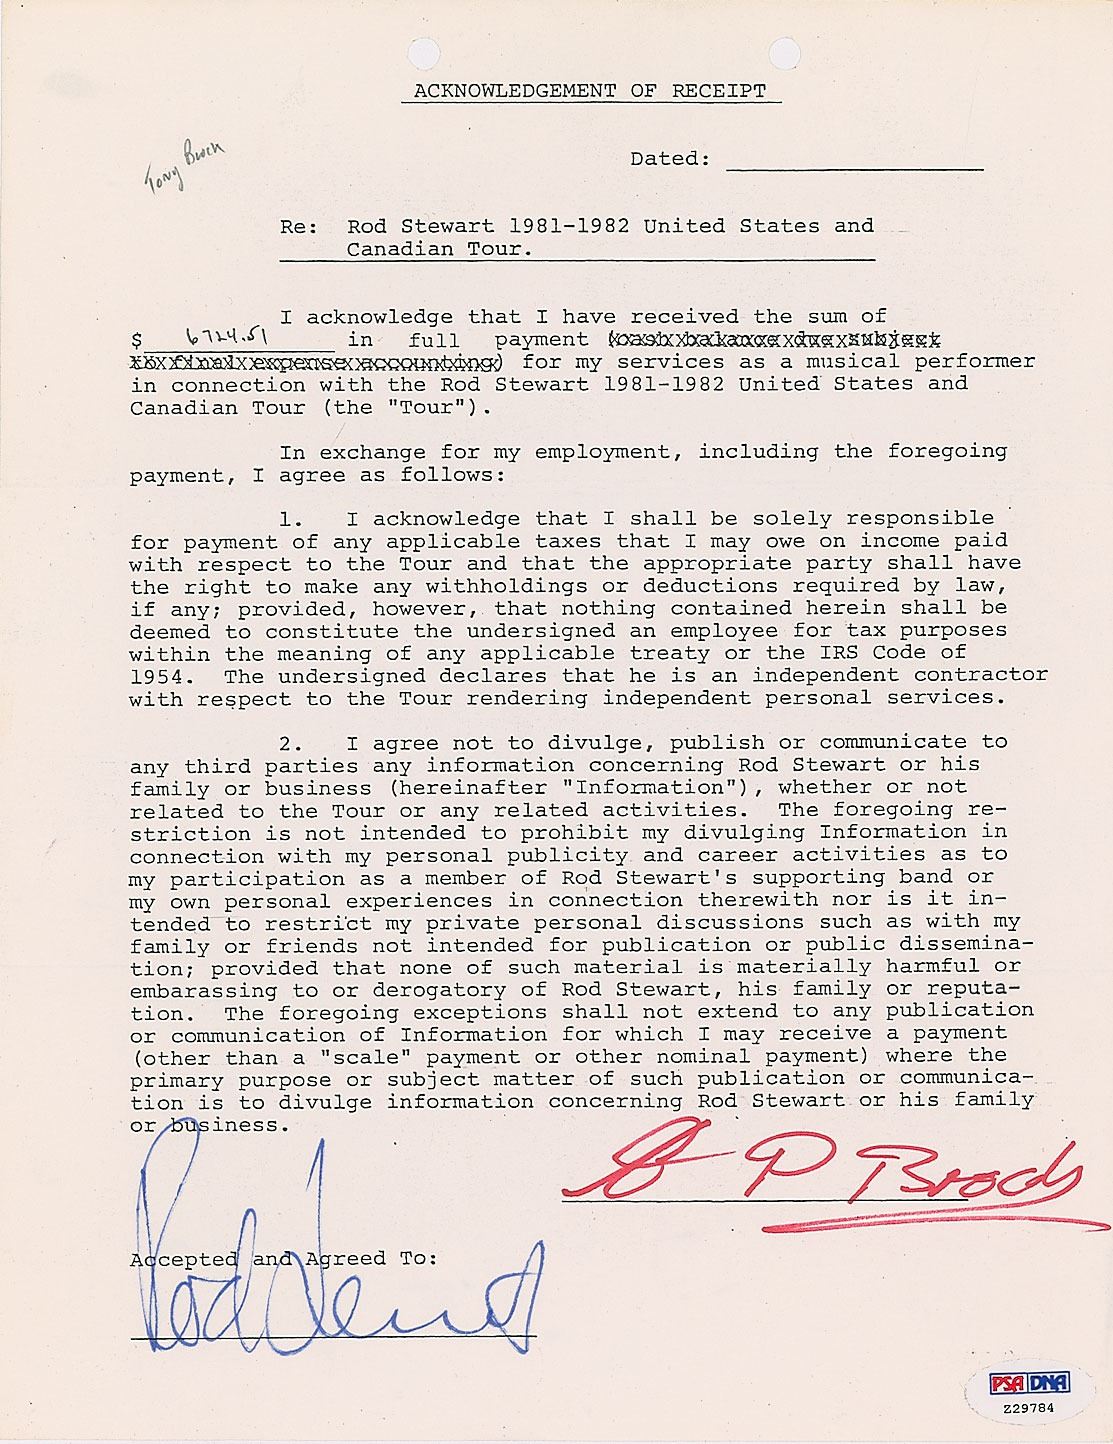 ACKNOWLEDGEMENT OF RECEIPT
Tony Brock
Dated:
Re: Rod Stewart 1981-1982 United States and
Canadian Tour.
I acknowledge that I have received the sum of
$ 6724.51 in full payment (xcashxbalancexduexsubject
toxfinalxexpensexaccounting) for my services as a musical performer
in connection with the Rod Stewart 1981-1982 United States and
Canadian Tour (the "Tour").
In exchange for my employment, including the foregoing
payment, I agree as follows:
1. I acknowledge that I shall be solely responsible
for payment of any applicable taxes that I may owe on income paid
with respect to the Tour and that the appropriate party shall have
the right to make any withholdings or deductions required by law,
if any; provided, however, that nothing contained herein shall be
deemed to constitute the undersigned an employee for tax purposes
within the meaning of any applicable treaty or the IRS Code of
1954. The undersigned declares that he is an independent contractor
with respect to the Tour rendering independent personal services.
2. I agree not to divulge, publish or communicate to
any third parties any information concerning Rod Stewart or his
family or business (hereinafter "Information"), whether or not
related to the Tour or any related activities. The foregoing re-
striction is not intended to prohibit my divulging Information in
connection with my personal publicity and career activities as to
my participation as a member of Rod Stewart's supporting band or
my own personal experiences in connection therewith nor is it in-
tended to restrict my private personal discussions such as with my
family or friends not intended for publication or public dissemina-
tion; provided that none of such material is materially harmful or
embarassing to or derogatory of Rod Stewart, his family or reputa-
tion. The foregoing exceptions shall not extend to any publication
or communication of Information for which I may receive a payment
(other than a "scale" payment or other nominal payment) where the
primary purpose or subject matter of such publication or communica-
tion is to divulge information concerning Rod Stewart or his family
or business.
P Brock
Accepted and Agreed To:
Rod Stewart
PSA DNA
Z29784